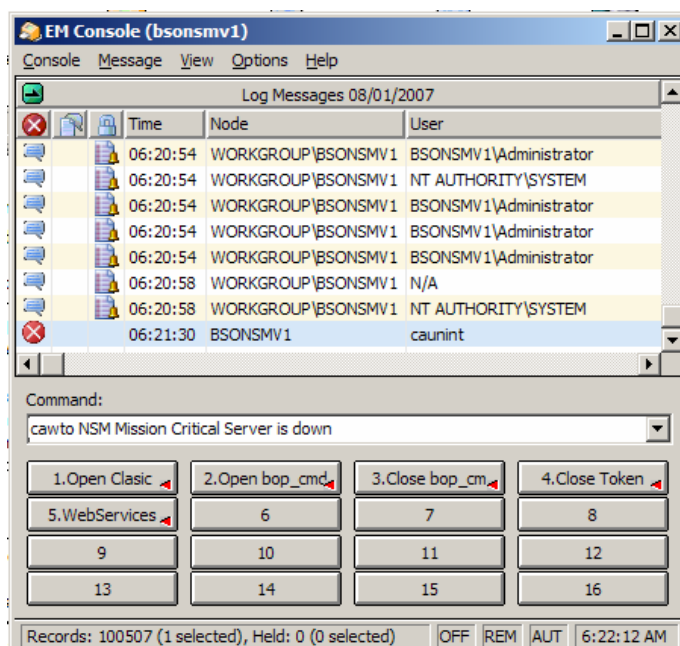 EM Console (bsonsmv1)
Console Message View Options Help
Log Messages 08/01/2007
Time Node User
06:20:54 WORKGROUP\BSONSMV1 BSONSMV1\Administrator
06:20:54 WORKGROUP\BSONSMV1 NT AUTHORITY\SYSTEM
06:20:54 WORKGROUP\BSONSMV1 BSONSMV1\Administrator
06:20:54 WORKGROUP\BSONSMV1 BSONSMV1\Administrator
06:20:54 WORKGROUP\BSONSMV1 BSONSMV1\Administrator
06:20:58 WORKGROUP\BSONSMV1 N/A
06:20:58 WORKGROUP\BSONSMV1 NT AUTHORITY\SYSTEM
06:21:30 BSONSMV1 caunint
Command:
cawto NSM Mission Critical Server is down
1.Open Clasic 2.Open bop_cmd 3.Close bop_cm 4.Close Token
5.WebServices 6 7 8
9 10 11 12
13 14 15 16
Records: 100507 (1 selected), Held: 0 (0 selected) OFF REM AUT 6:22:12 AM